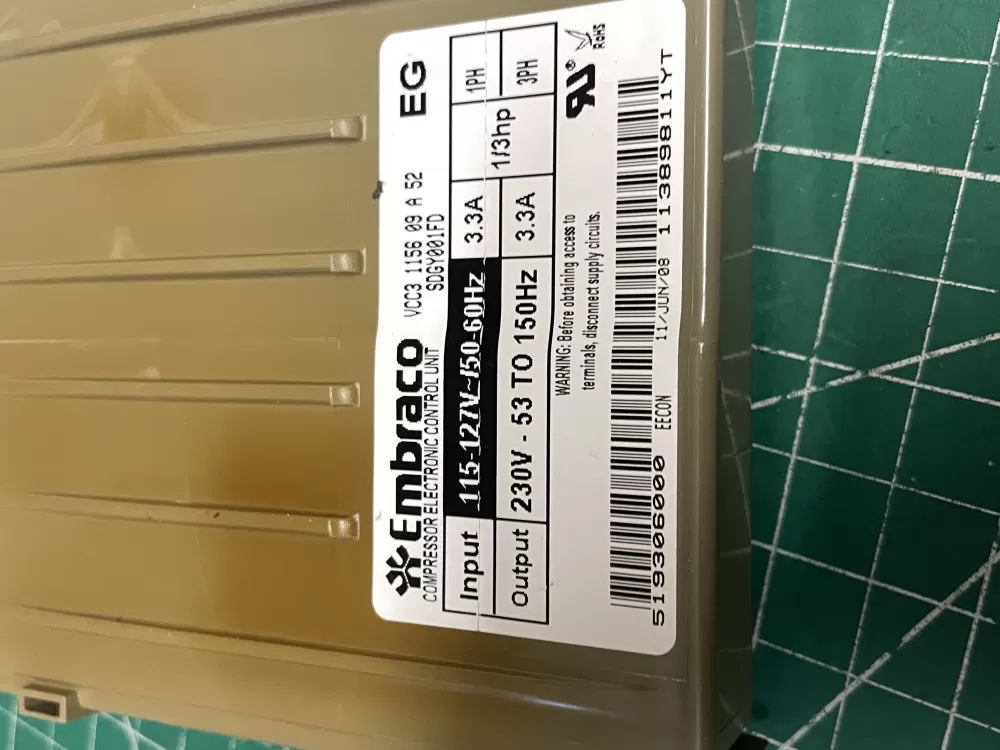 Embraco VCC3 1156 09 A 52 EG
COMPRESSOR ELECTRONIC CONTROL UNIT SDGY001FD
Input 115-127V~/50-60Hz 3.3A 1/3hp 1PH
Output 230V - 53 TO 150Hz 3.3A 3PH
WARNING: Before obtaining access to
terminals, disconnect supply circuits.
RU® RoHS
519306000 EECON 11/JUN/08 11389811YT